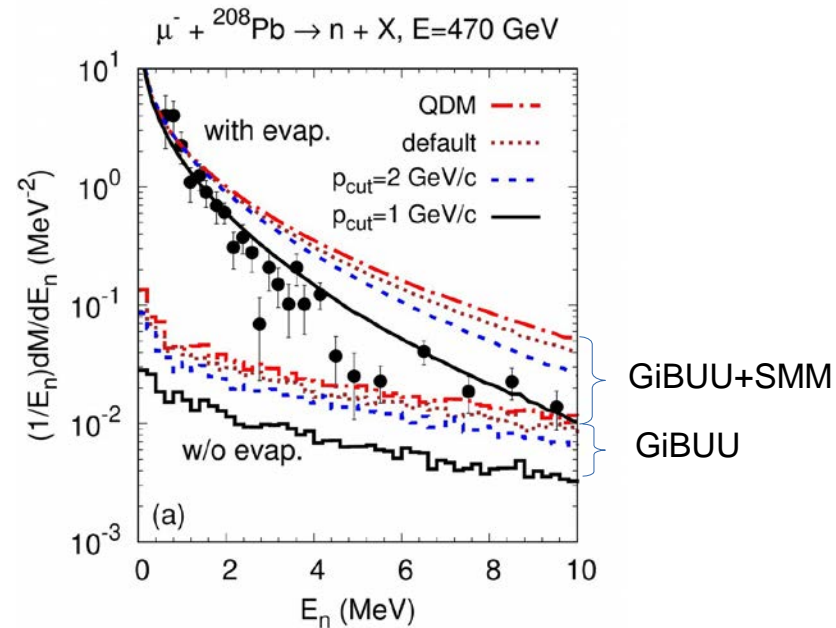 μ⁻ + ²⁰⁸Pb → n + X, E=470 GeV
(1/Eₙ)dM/dEₙ (MeV⁻²)
10¹
10⁰
10⁻¹
10⁻²
10⁻³
with evap.
QDM
default
p_cut=2 GeV/c
p_cut=1 GeV/c
GiBUU+SMM
GiBUU
w/o evap.
(a)
0 2 4 6 8 10
Eₙ (MeV)